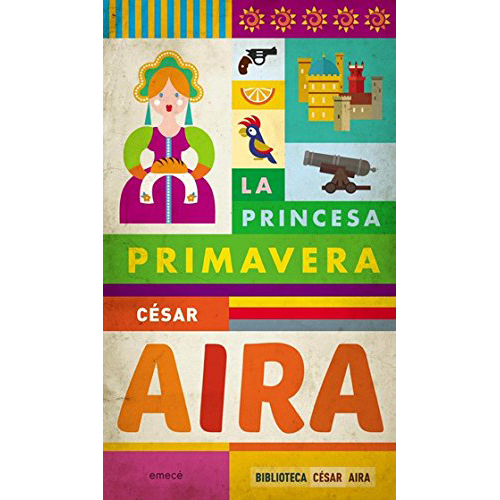 LA
PRINCESA
PRIMAVERA
CÉSAR
AIRA
emecé
BIBLIOTECA CÉSAR AIRA